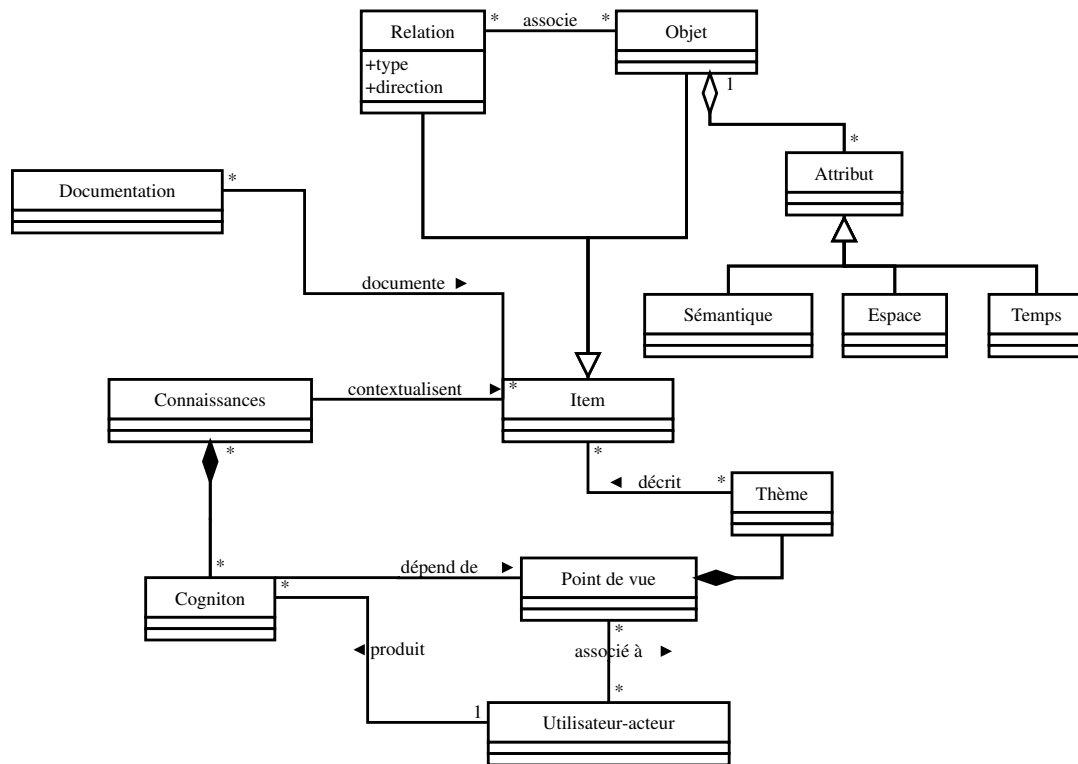 Relation
* associe *
Objet
+type
+direction
1
*
Attribut
Documentation
*
documente ►
Sémantique
Espace
Temps
Connaissances
contextualisent ►
*
Item
*
*
◄ décrit *
Thème
*
dépend de ►
Point de vue
Cogniton
*
*
◄ produit
associé à ►
*
1
Utilisateur-acteur